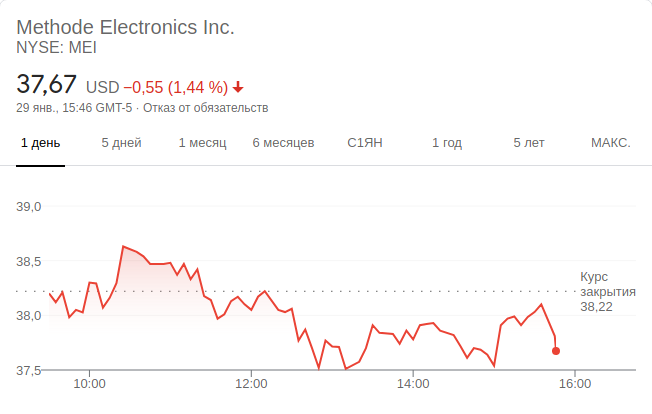 Methode Electronics Inc.
NYSE: MEI
37,67 USD −0,55 (1,44 %)
29 янв., 15:46 GMT-5 · Отказ от обязательств
1 день 5 дней 1 месяц 6 месяцев С1ЯН 1 год 5 лет МАКС.
39,0
38,5
Курс
закрытия
38,22
38,0
37,5
10:00 12:00 14:00 16:00